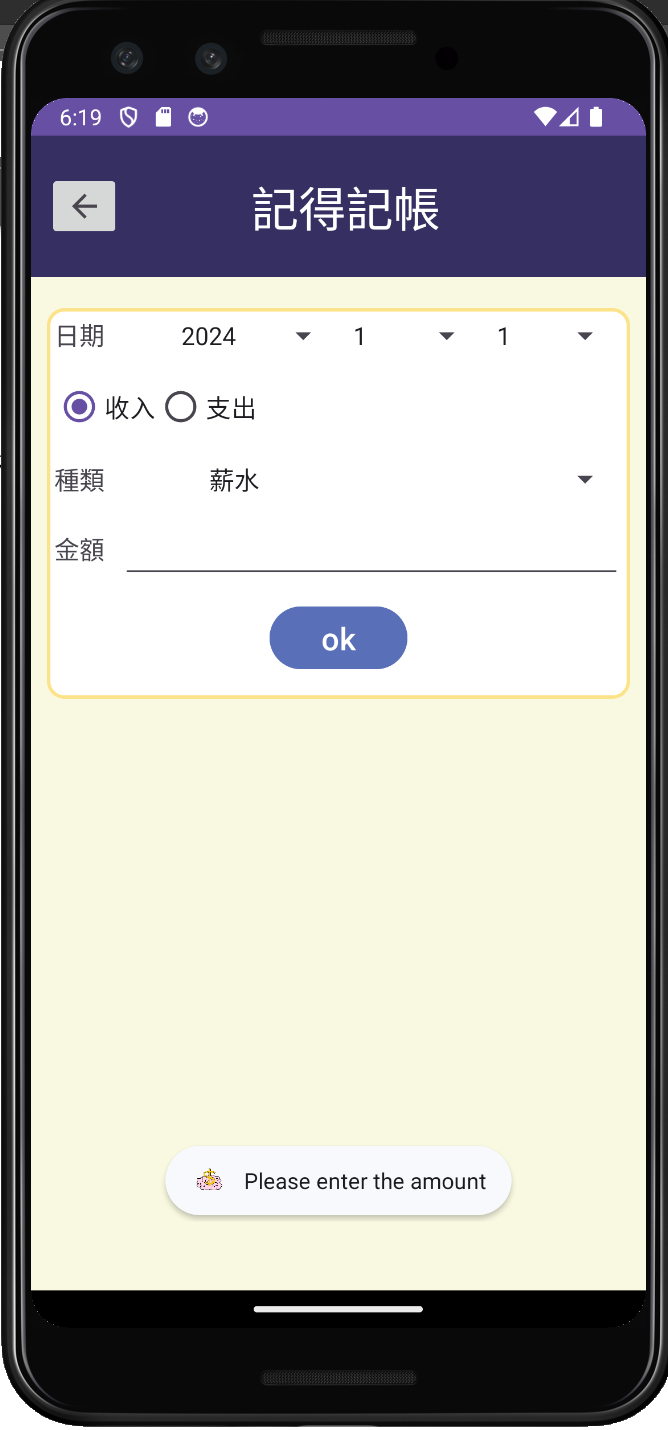 6:19
記得記帳
日期 2024 1 1
收入 支出
種類 薪水
金額
ok
Please enter the amount